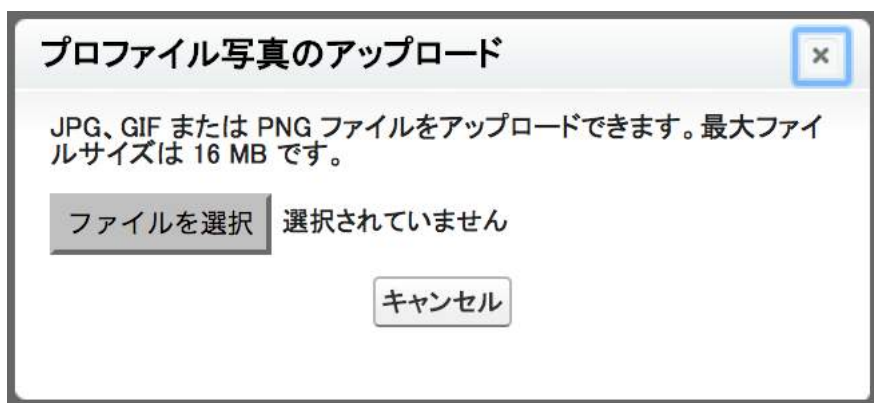 プロファイル写真のアップロード
×
JPG、GIF または PNG ファイルをアップロードできます。最大ファイ
ルサイズは 16 MB です。
ファイルを選択 選択されていません
キャンセル